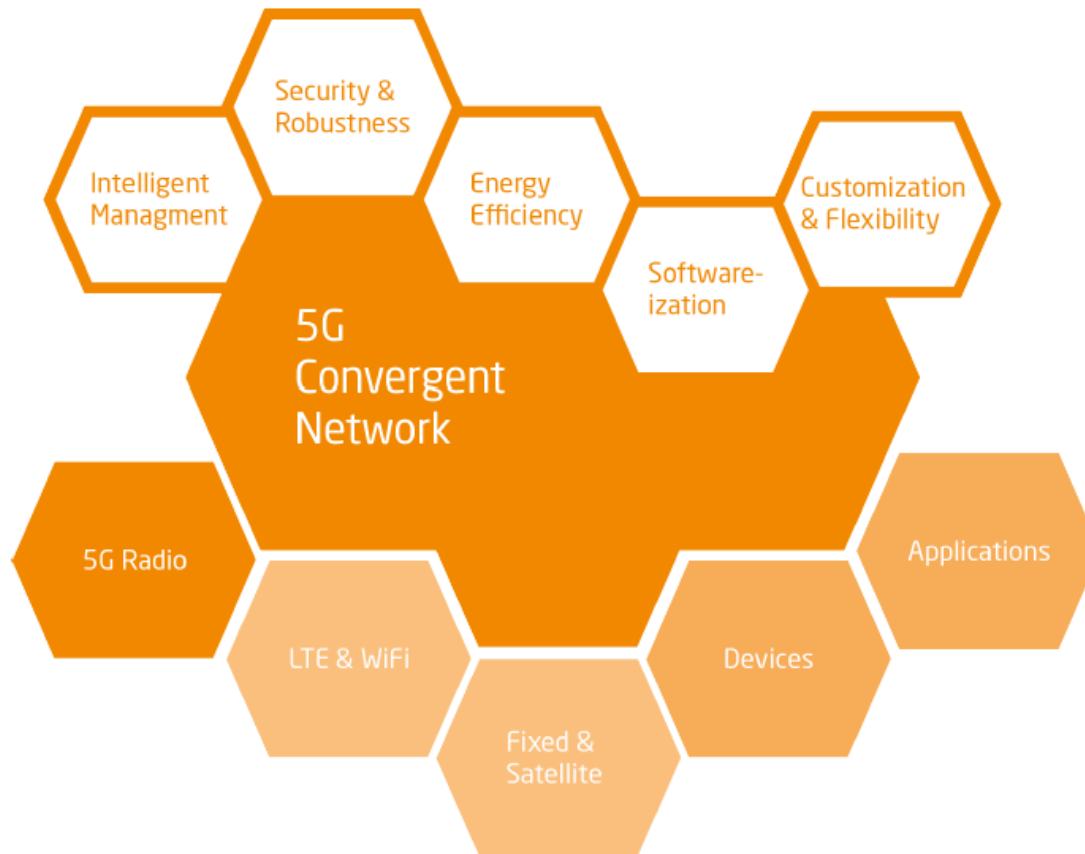 Security &
Robustness
Intelligent
Managment
Energy
Efficiency
Customization
& Flexibility
Software-
ization
5G
Convergent
Network
5G Radio
LTE & WiFi
Fixed &
Satellite
Devices
Applications